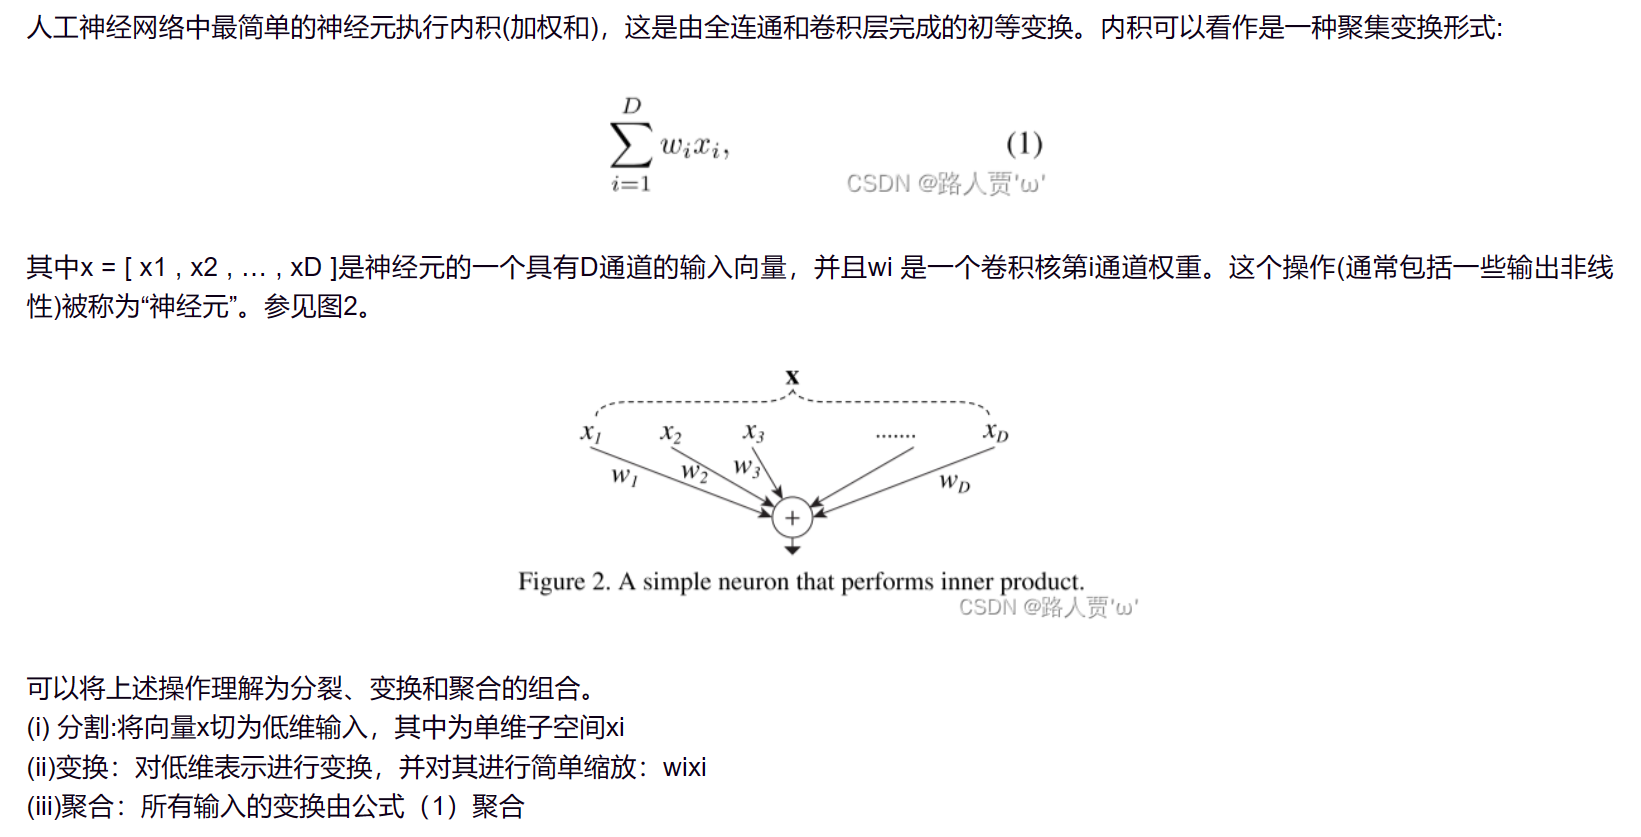 人工神经网络中最简单的神经元执行内积(加权和)，这是由全连通和卷积层完成的初等变换。内积可以看作是一种聚集变换形式:
D
∑ wᵢxᵢ, (1)
i=1
CSDN @路人贾'ω'
其中x = [ x1 , x2 , … , xD ]是神经元的一个具有D通道的输入向量，并且wi 是一个卷积核第i通道权重。这个操作(通常包括一些输出非线
性)被称为“神经元”。参见图2。
x
x1 x2 x3 ....... xD
w1 w2 w3 wD
+
Figure 2. A simple neuron that performs inner product.
CSDN @路人贾'ω'
可以将上述操作理解为分裂、变换和聚合的组合。
(i) 分割:将向量x切为低维输入，其中为单维子空间xi
(ii)变换：对低维表示进行变换，并对其进行简单缩放：wixi
(iii)聚合：所有输入的变换由公式（1）聚合